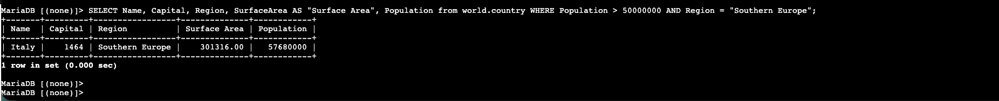 MariaDB [(none)]> SELECT Name, Capital, Region, SurfaceArea AS "Surface Area", Population from world.country WHERE Population > 50000000 AND Region = "Southern Europe";
+-------+---------+-----------------+--------------+------------+
| Name  | Capital | Region          | Surface Area | Population |
+-------+---------+-----------------+--------------+------------+
| Italy |    1464 | Southern Europe |    301316.00 |   57680000 |
+-------+---------+-----------------+--------------+------------+
1 row in set (0.000 sec)

MariaDB [(none)]>
MariaDB [(none)]>